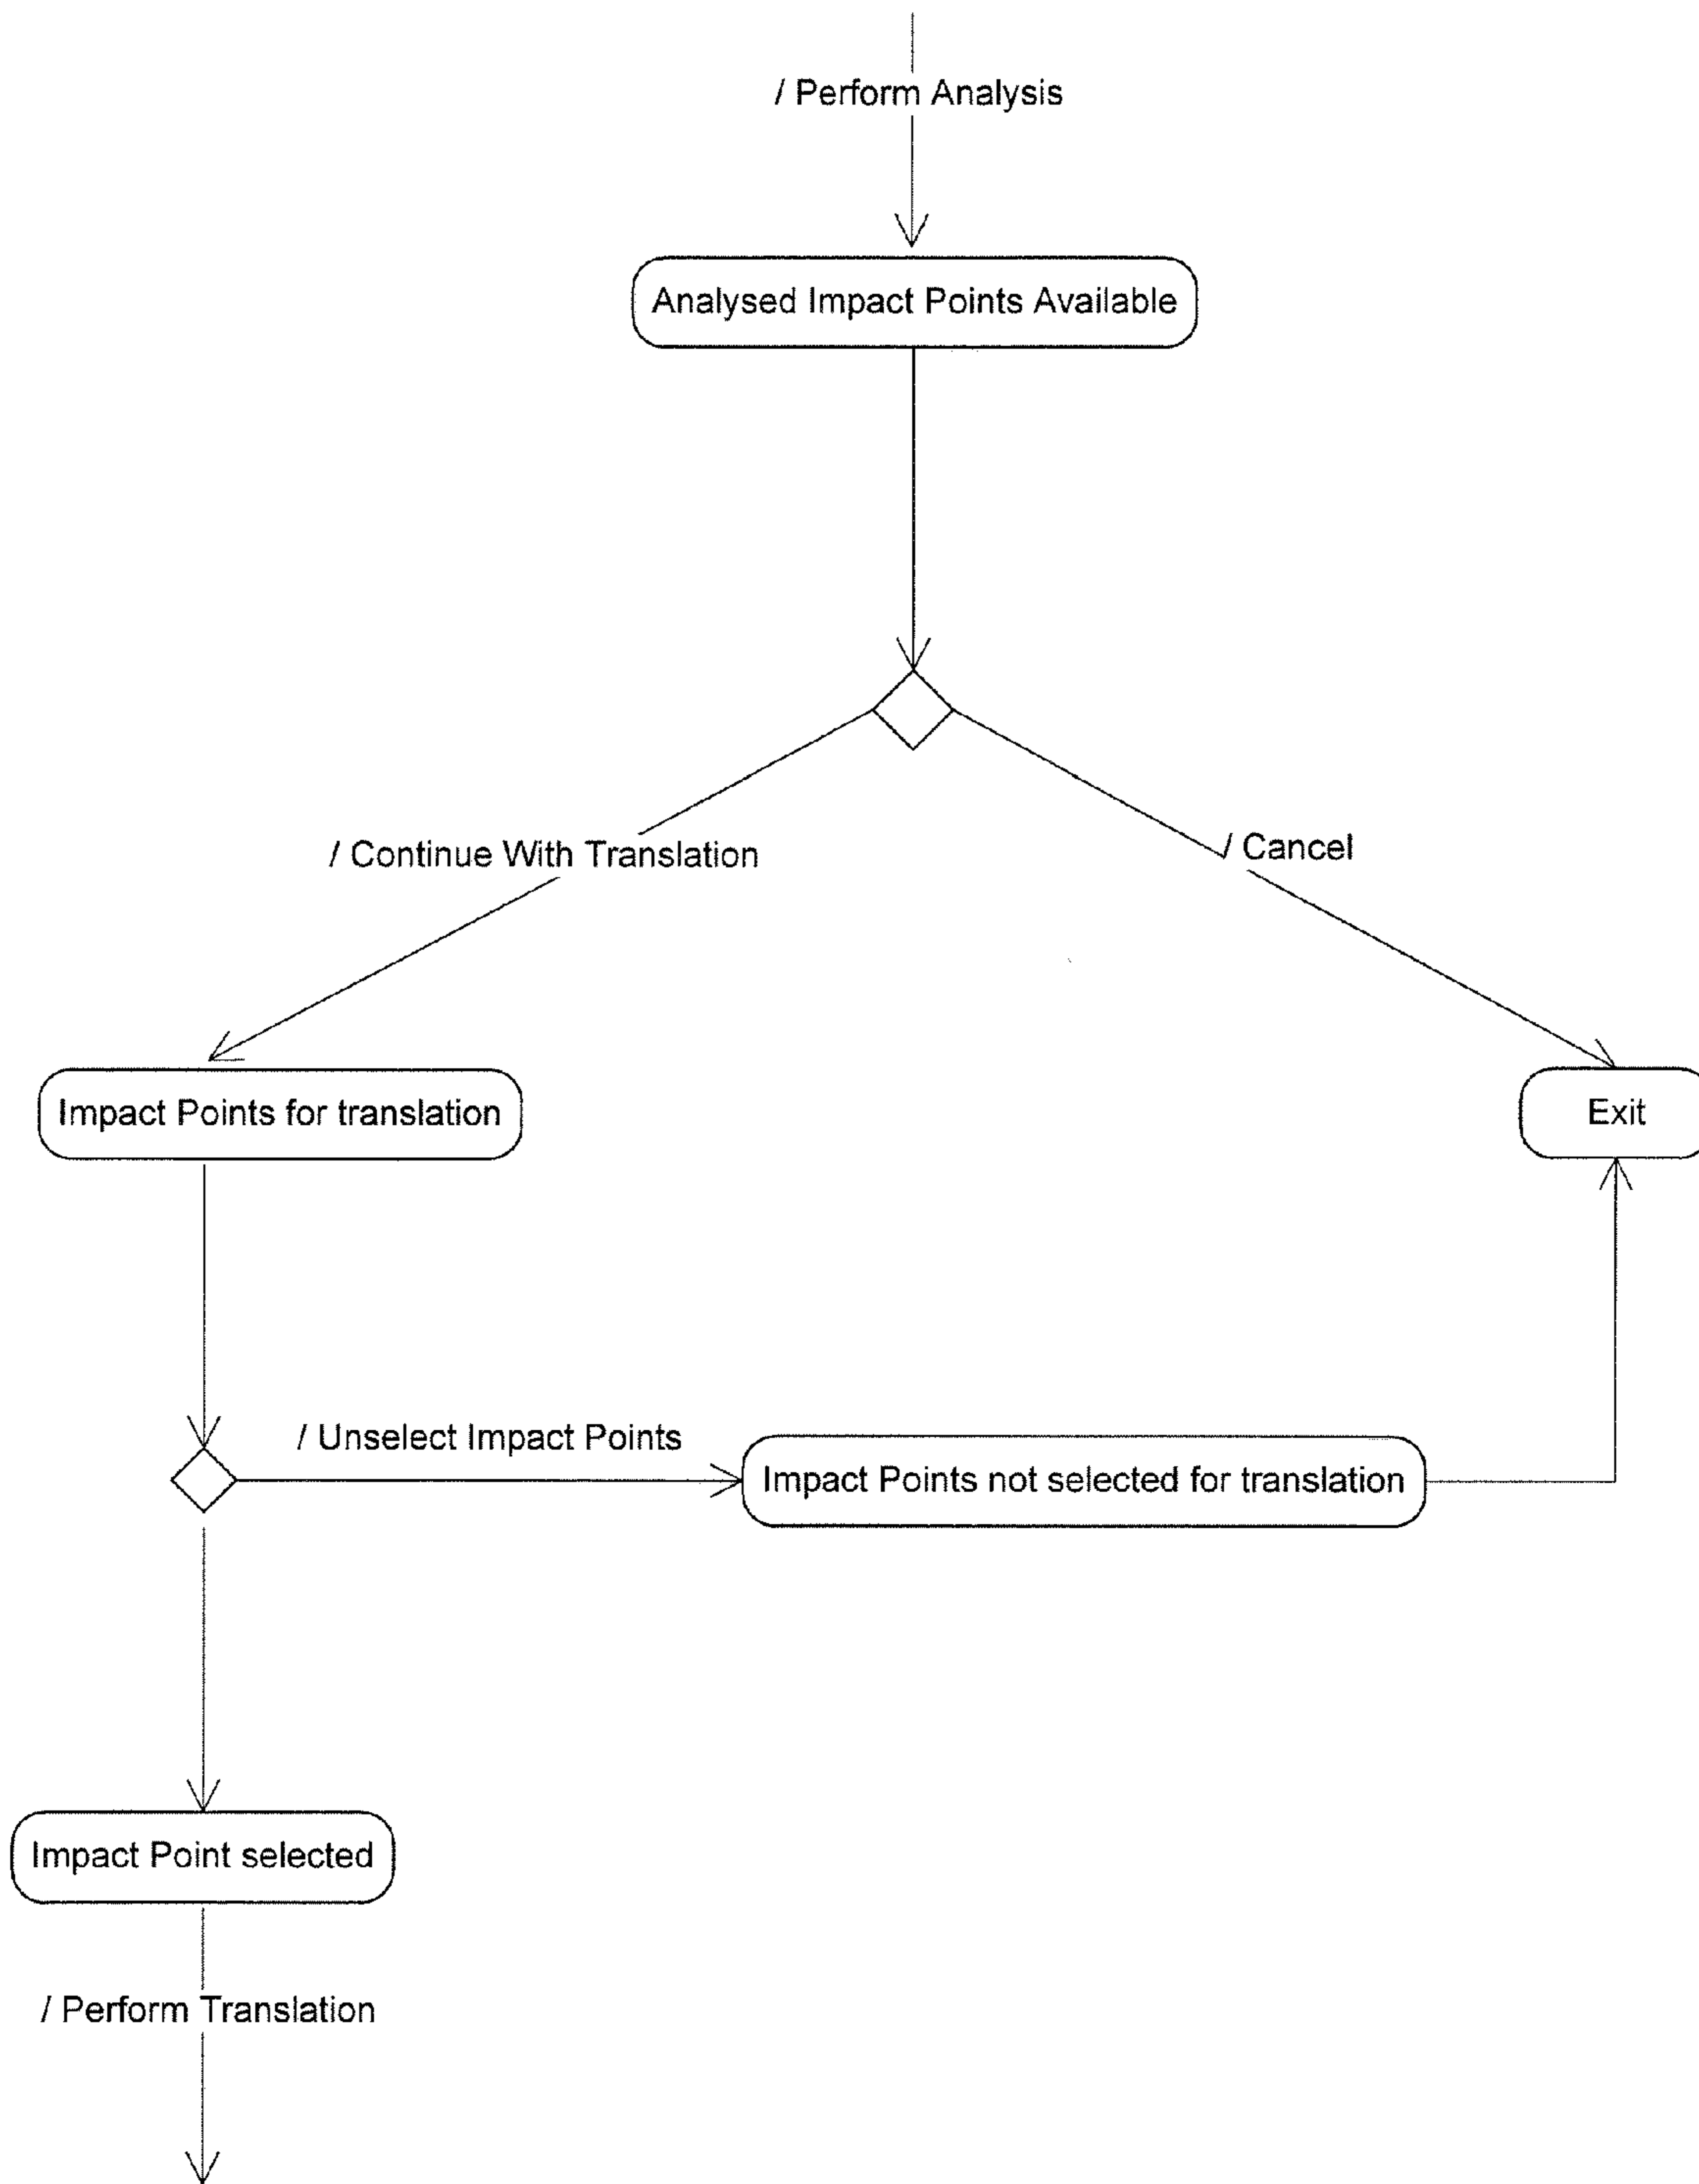 / Perform Analysis
Analysed Impact Points Available
/ Continue With Translation
/ Cancel
Impact Points for translation
Exit
/ Unselect Impact Points
Impact Points not selected for translation
Impact Point selected
/ Perform Translation